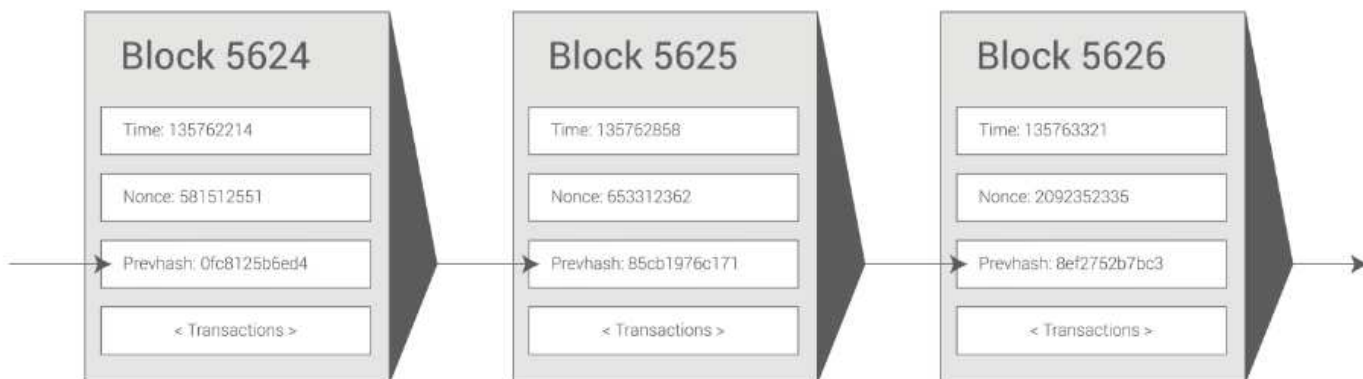 Block 5624
Time: 135762214
Nonce: 581512551
Prevhash: 0fc8125b6ed4
< Transactions >
Block 5625
Time: 135762858
Nonce: 653312362
Prevhash: 85cb1976c171
< Transactions >
Block 5626
Time: 135763321
Nonce: 2092352335
Prevhash: 8ef2752b7bc3
< Transactions >